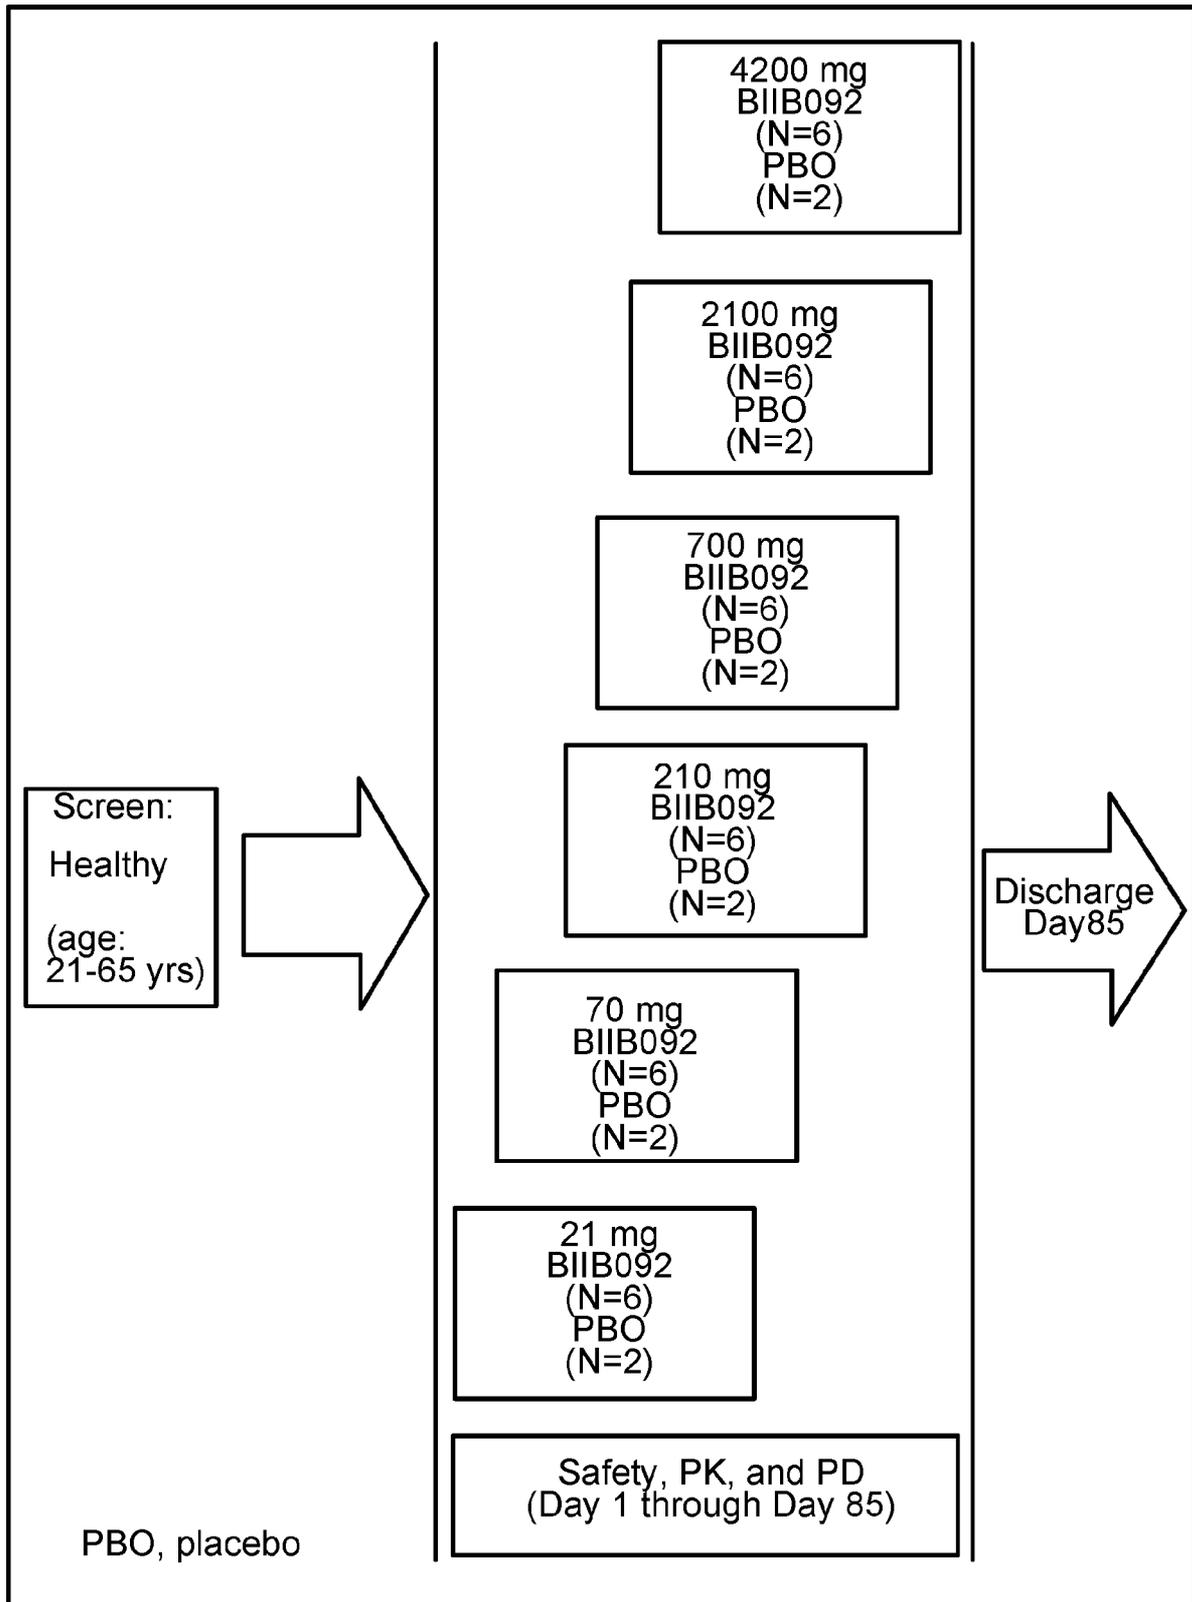 4200 mg
BIIB092
(N=6)
PBO
(N=2)
2100 mg
BIIB092
(N=6)
PBO
(N=2)
700 mg
BIIB092
(N=6)
PBO
(N=2)
210 mg
BIIB092
(N=6)
PBO
(N=2)
Screen:
Healthy
(age:
21-65 yrs)
Discharge
Day85
70 mg
BIIB092
(N=6)
PBO
(N=2)
21 mg
BIIB092
(N=6)
PBO
(N=2)
Safety, PK, and PD
(Day 1 through Day 85)
PBO, placebo